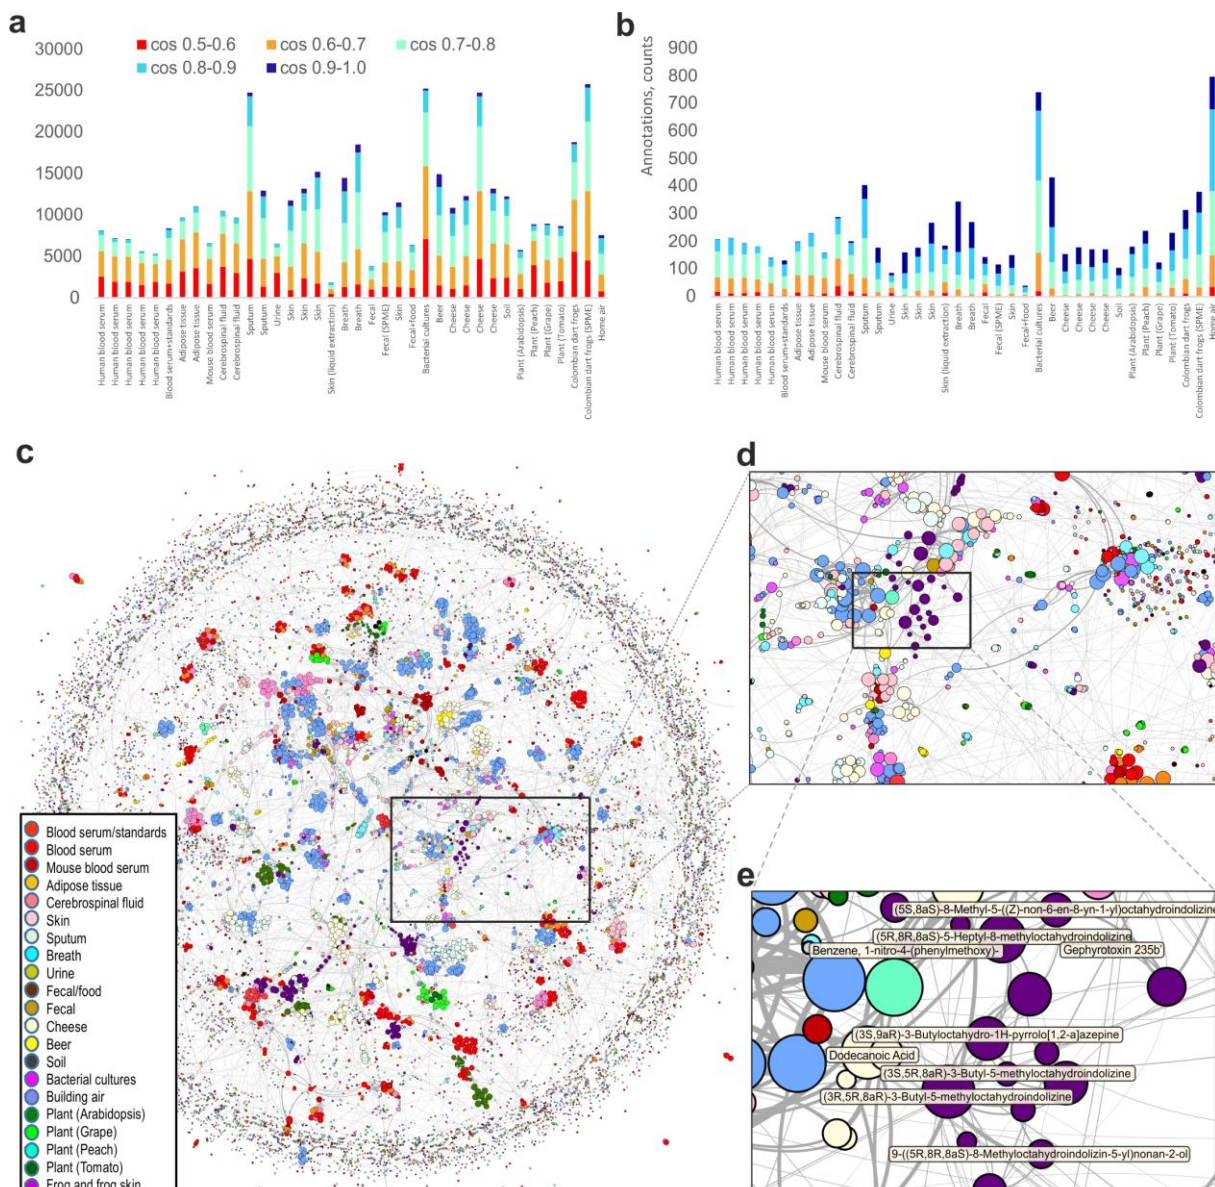 a
30000
25000
20000
15000
10000
5000
0
cos 0.5-0.6
cos 0.6-0.7
cos 0.7-0.8
cos 0.8-0.9
cos 0.9-1.0
Human blood serum
Human blood serum
Human blood serum
Human blood serum
Human blood serum
Blood serum+standards
Adipose tissue
Adipose tissue
Mouse blood serum
Cerebrospinal fluid
Cerebrospinal fluid
Sputum
Sputum
Urine
Skin
Skin
Skin
Skin (liquid extraction)
Breath
Breath
Fecal
Fecal (SPME)
Skin
Fecal+food
Bacterial cultures
Beer
Cheese
Cheese
Cheese
Cheese
Soil
Plant (Arabidopsis)
Plant (Peach)
Plant (Grape)
Plant (Tomato)
Colombian dart frogs
Colombian dart frogs (SPME)
Home air
b
Annotations, counts
900
800
700
600
500
400
300
200
100
0
Human blood serum
Human blood serum
Human blood serum
Human blood serum
Human blood serum
Blood serum+standards
Adipose tissue
Adipose tissue
Mouse blood serum
Cerebrospinal fluid
Cerebrospinal fluid
Sputum
Sputum
Urine
Skin
Skin
Skin
Skin (liquid extraction)
Breath
Breath
Fecal
Fecal (SPME)
Skin
Fecal+food
Bacterial cultures
Beer
Cheese
Cheese
Cheese
Cheese
Soil
Plant (Arabidopsis)
Plant (Peach)
Plant (Grape)
Plant (Tomato)
Colombian dart frogs
Colombian dart frogs (SPME)
Home air
c
Blood serum/standards
Blood serum
Mouse blood serum
Adipose tissue
Cerebrospinal fluid
Skin
Sputum
Breath
Urine
Fecal/food
Fecal
Cheese
Beer
Soil
Bacterial cultures
Building air
Plant (Arabidopsis)
Plant (Grape)
Plant (Peach)
Plant (Tomato)
Frog and frog skin
d
e
(5S,8aS)-8-Methyl-5-((Z)-non-6-en-8-yn-1-yl)octahydroindolizine
(5R,8R,8aS)-5-Heptyl-8-methyloctahydroindolizine
Benzene, 1-nitro-4-(phenylmethoxy)-
Gephyrotoxin 235b'
(3S,9aR)-3-Butyloctahydro-1H-pyrrolo[1,2-a]azepine
Dodecanoic Acid
(3S,5R,8aR)-3-Butyl-5-methyloctahydroindolizine
(3R,5R,8aR)-3-Butyl-5-methyloctahydroindolizine
9-((5R,8R,8aS)-8-Methyloctahydroindolizin-5-yl)nonan-2-ol